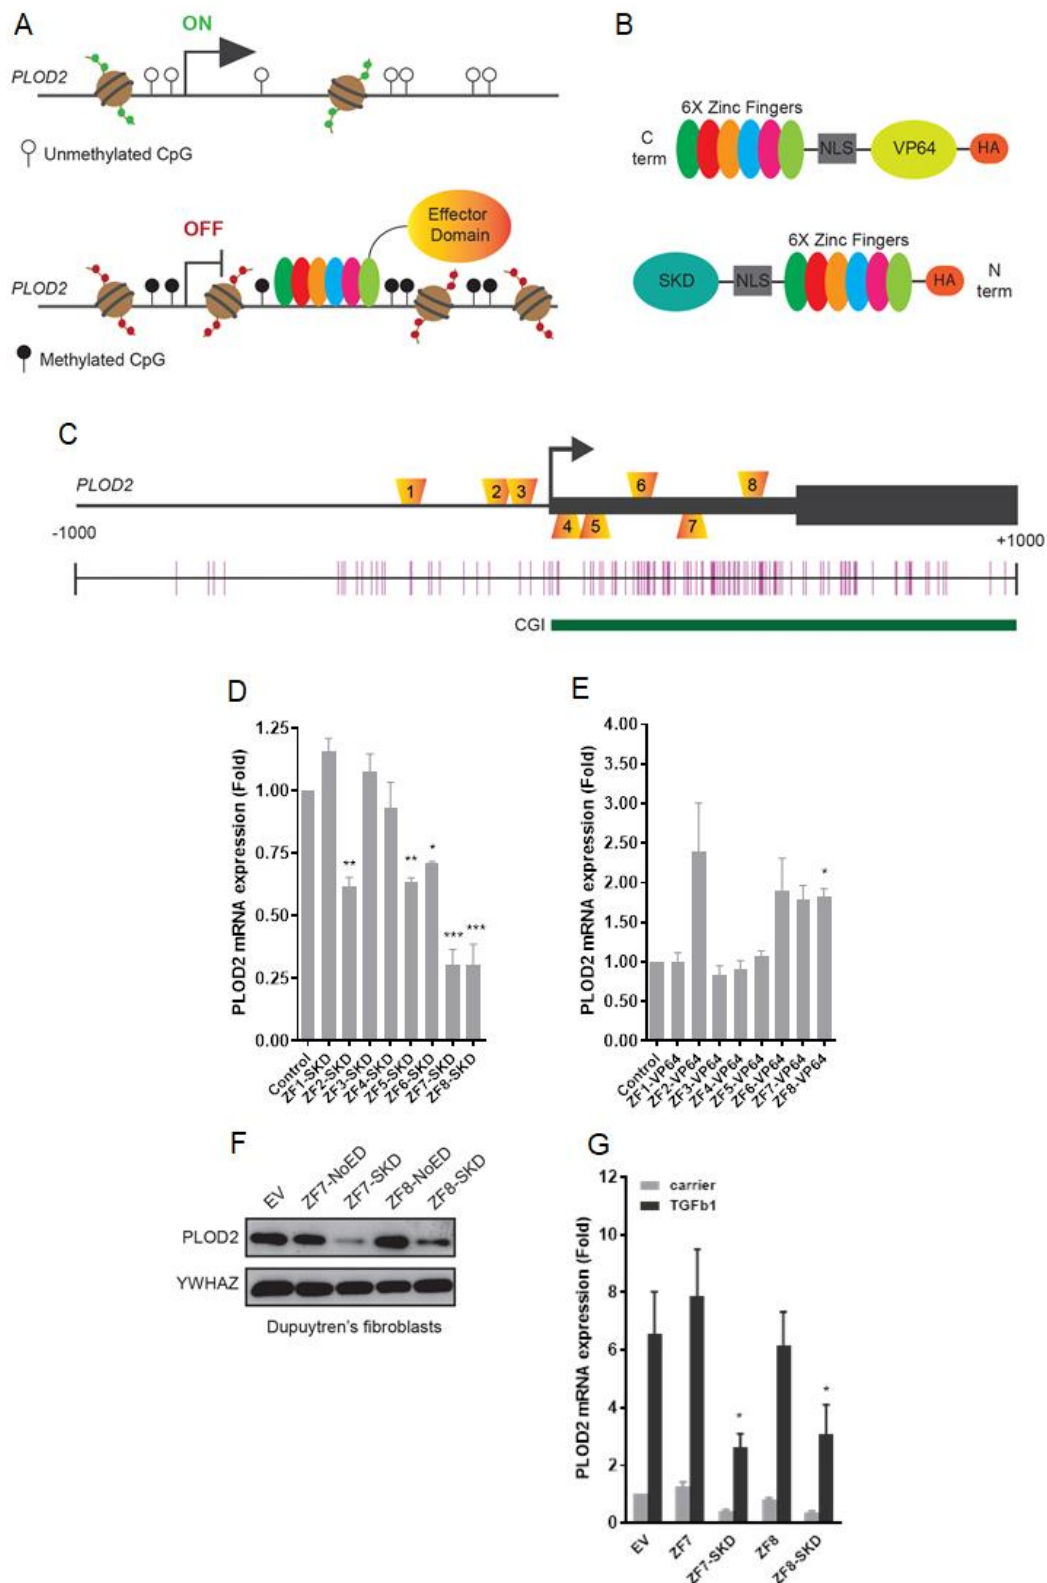 A
ON
PLOD2
Unmethylated CpG
OFF
Effector
Domain
PLOD2
Methylated CpG
B
6X Zinc Fingers
C
term
NLS
VP64
HA
6X Zinc Fingers
SKD
NLS
HA
N
term
C
PLOD2
1
2
3
6
8
4
5
7
-1000
+1000
CGI
D
PLOD2 mRNA expression (Fold)
1.25
1.00
0.75
0.50
0.25
0.00
**
**
*
***
***
Control
ZF1-SKD
ZF2-SKD
ZF3-SKD
ZF4-SKD
ZF5-SKD
ZF6-SKD
ZF7-SKD
ZF8-SKD
E
PLOD2 mRNA expression (Fold)
4.00
3.50
3.00
2.50
2.00
1.50
1.00
0.50
0.00
*
Control
ZF1-VP64
ZF2-VP64
ZF3-VP64
ZF4-VP64
ZF5-VP64
ZF6-VP64
ZF7-VP64
ZF8-VP64
F
EV
ZF7-NoED
ZF7-SKD
ZF8-NoED
ZF8-SKD
PLOD2
YWHAZ
Dupuytren's fibroblasts
G
PLOD2 mRNA expression (Fold)
12
10
8
6
4
2
0
carrier
TGFb1
*
*
EV
ZF7
ZF7-SKD
ZF8
ZF8-SKD